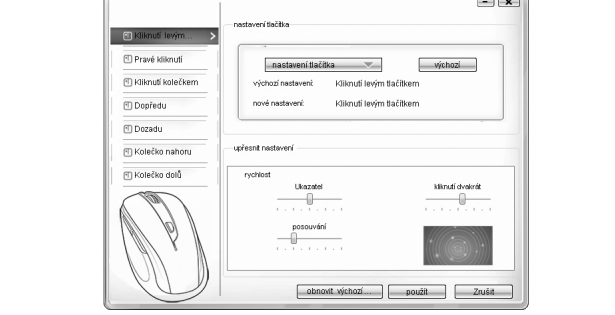 Kliknutí levým...
Pravé kliknutí
Kliknutí kolečkem
Dopředu
Dozadu
Kolečko nahoru
Kolečko dolů
nastavení tlačítka
nastavení tlačítka
výchozí
výchozí nastavení: Kliknutí levým tlačítkem
nové nastavení: Kliknutí levým tlačítkem
upřesnit nastavení
rychlost
Ukazatel
kliknutí dvakrát
posouvání
obnovit výchozí...
použít
Zrušit